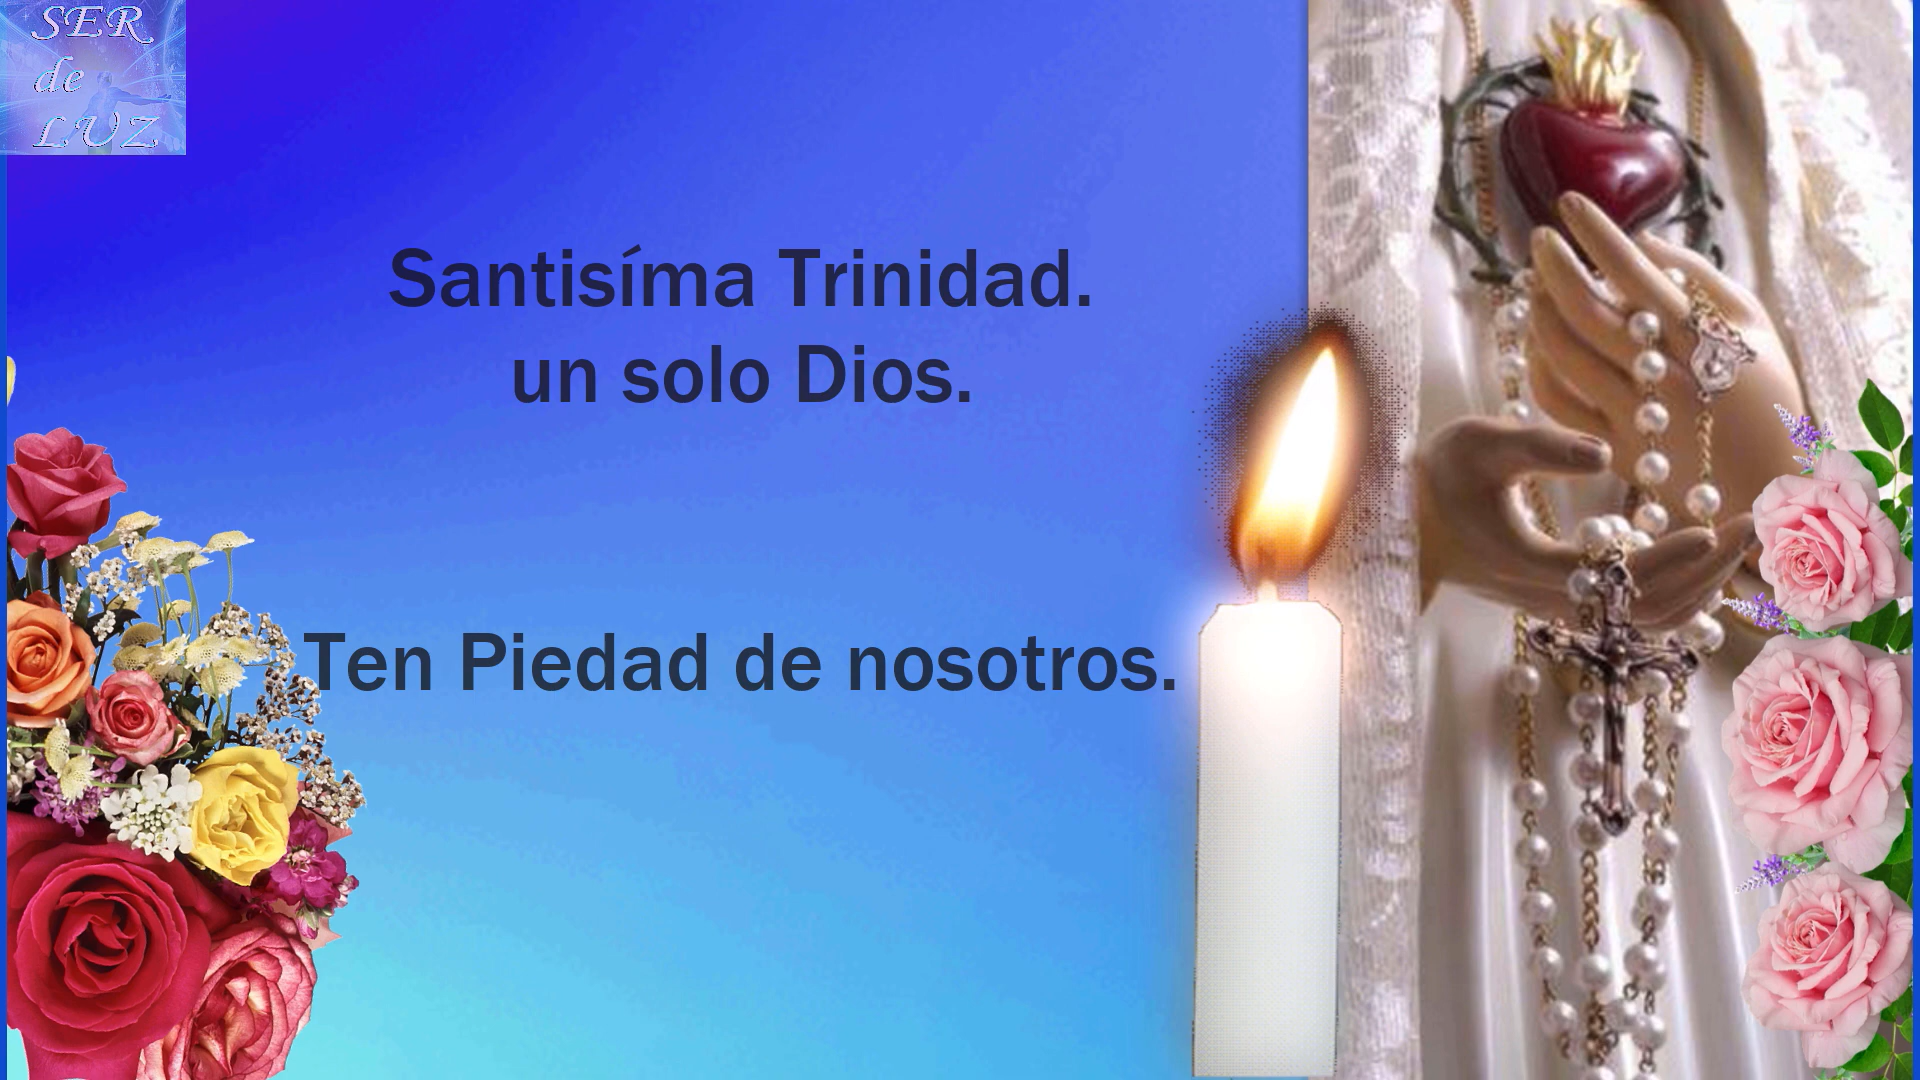 SER
de
LUZ
Santisíma Trinidad.
un solo Dios.
Ten Piedad de nosotros.